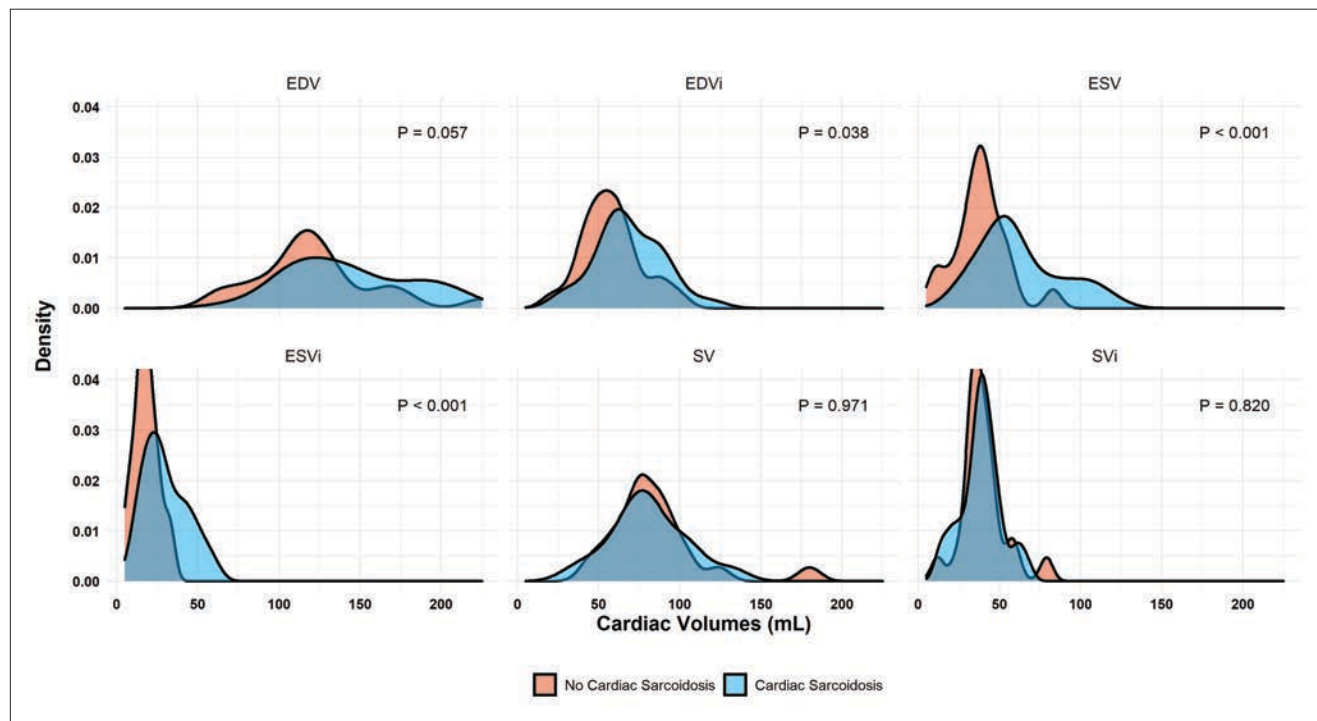 EDV
EDVi
ESV
0.04
0.03
0.02
0.01
0.00
P = 0.057
P = 0.038
P < 0.001
Density
ESVi
SV
SVi
0.04
0.03
0.02
0.01
0.00
P < 0.001
P = 0.971
P = 0.820
0 50 100 150 200
0 50 100 150 200
0 50 100 150 200
Cardiac Volumes (mL)
No Cardiac Sarcoidosis Cardiac Sarcoidosis